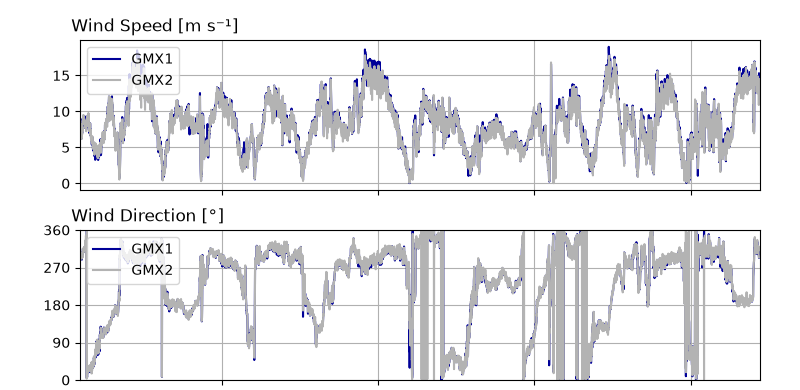 Wind Speed [m s⁻¹]
GMX1
GMX2
15
10
5
0
Wind Direction [°]
360
GMX1
GMX2
270
180
90
0